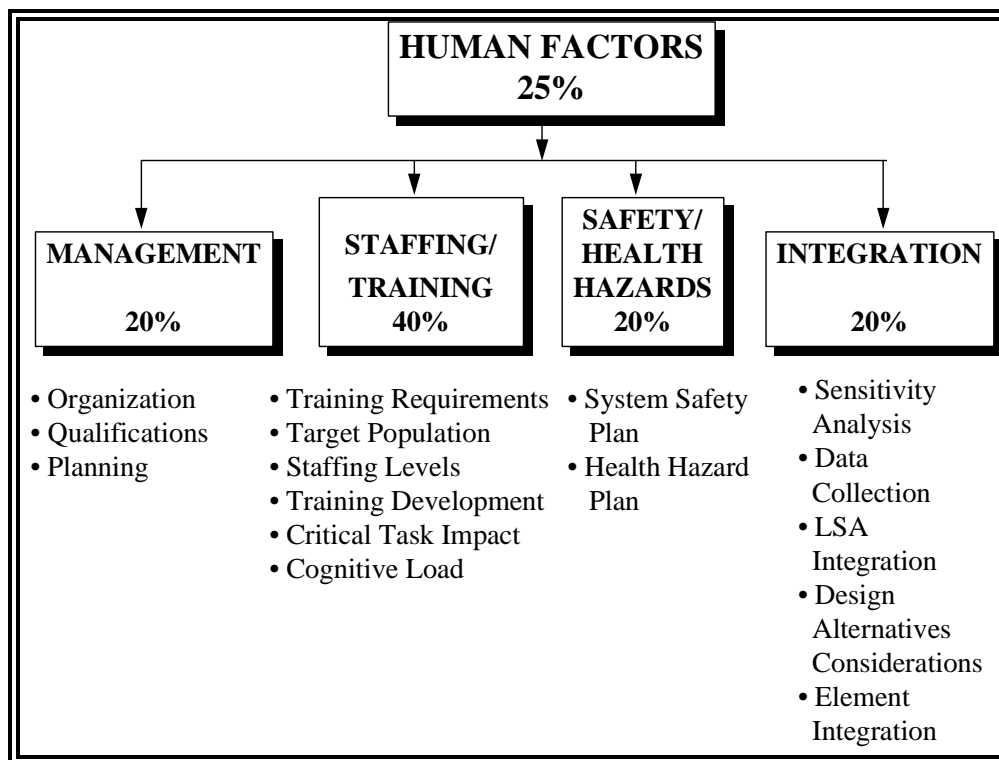 HUMAN FACTORS
25%
MANAGEMENT
20%
STAFFING/
TRAINING
40%
SAFETY/
HEALTH
HAZARDS
20%
INTEGRATION
20%
• Organization
• Qualifications
• Planning
• Training Requirements
• Target Population
• Staffing Levels
• Training Development
• Critical Task Impact
• Cognitive Load
• System Safety
Plan
• Health Hazard
Plan
• Sensitivity
Analysis
• Data
Collection
• LSA
Integration
• Design
Alternatives
Considerations
• Element
Integration